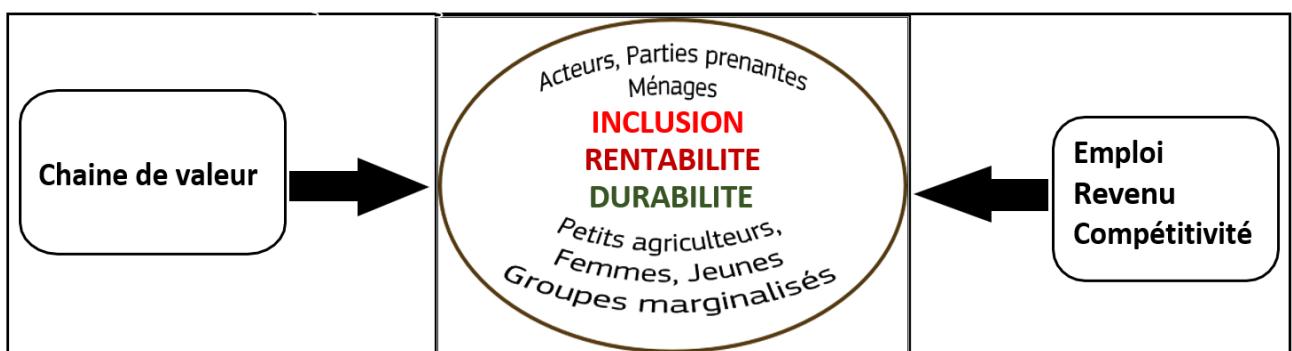 Chaine de valeur
Acteurs, Parties prenantes
Ménages
INCLUSION
RENTABILITE
DURABILITE
Petits agriculteurs,
Femmes, Jeunes
Groupes marginalisés
Emploi
Revenu
Compétitivité